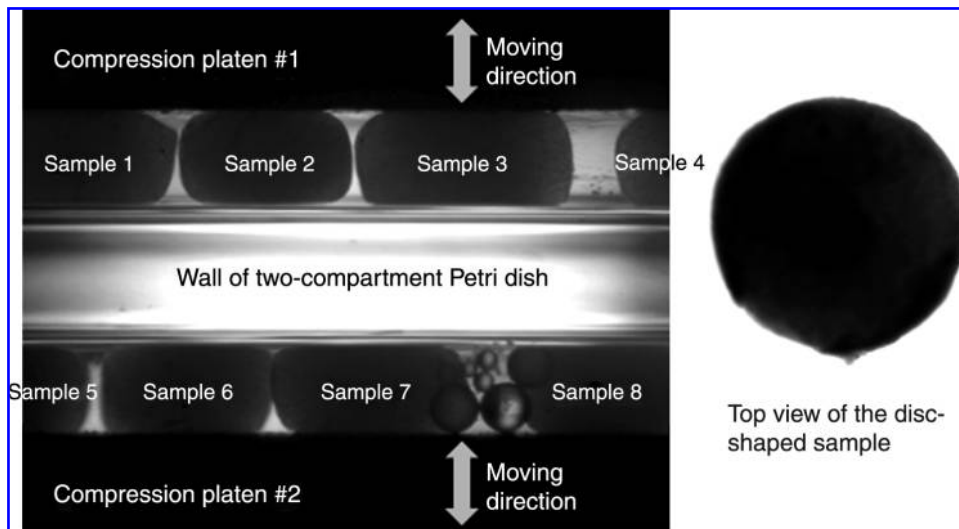 Compression platen #1
Moving
direction
Sample 1
Sample 2
Sample 3
Sample 4
Wall of two-compartment Petri dish
Sample 5
Sample 6
Sample 7
Sample 8
Compression platen #2
Moving
direction
Top view of the disc-
shaped sample